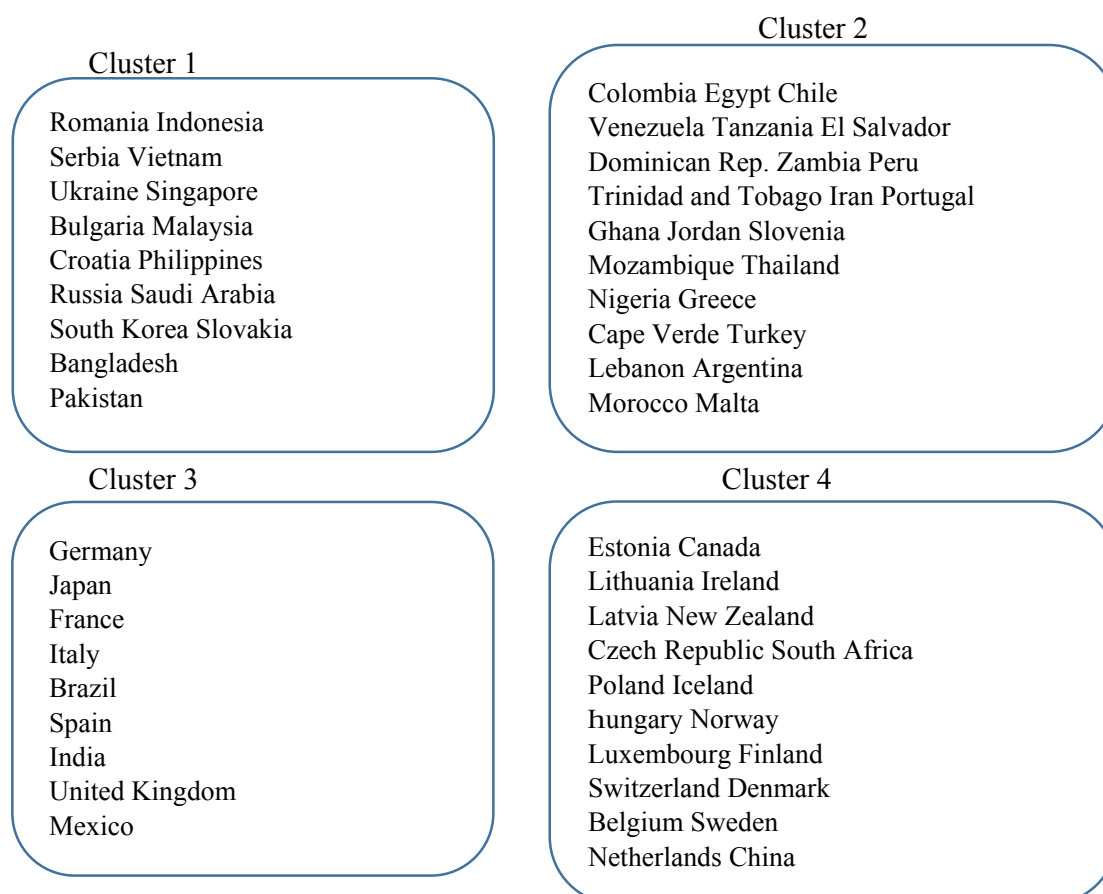 Cluster 1
Romania Indonesia
Serbia Vietnam
Ukraine Singapore
Bulgaria Malaysia
Croatia Philippines
Russia Saudi Arabia
South Korea Slovakia
Bangladesh
Pakistan
Cluster 2
Colombia Egypt Chile
Venezuela Tanzania El Salvador
Dominican Rep. Zambia Peru
Trinidad and Tobago Iran Portugal
Ghana Jordan Slovenia
Mozambique Thailand
Nigeria Greece
Cape Verde Turkey
Lebanon Argentina
Morocco Malta
Cluster 3
Germany
Japan
France
Italy
Brazil
Spain
India
United Kingdom
Mexico
Cluster 4
Estonia Canada
Lithuania Ireland
Latvia New Zealand
Czech Republic South Africa
Poland Iceland
հungary Norway
Luxembourg Finland
Switzerland Denmark
Belgium Sweden
Netherlands China